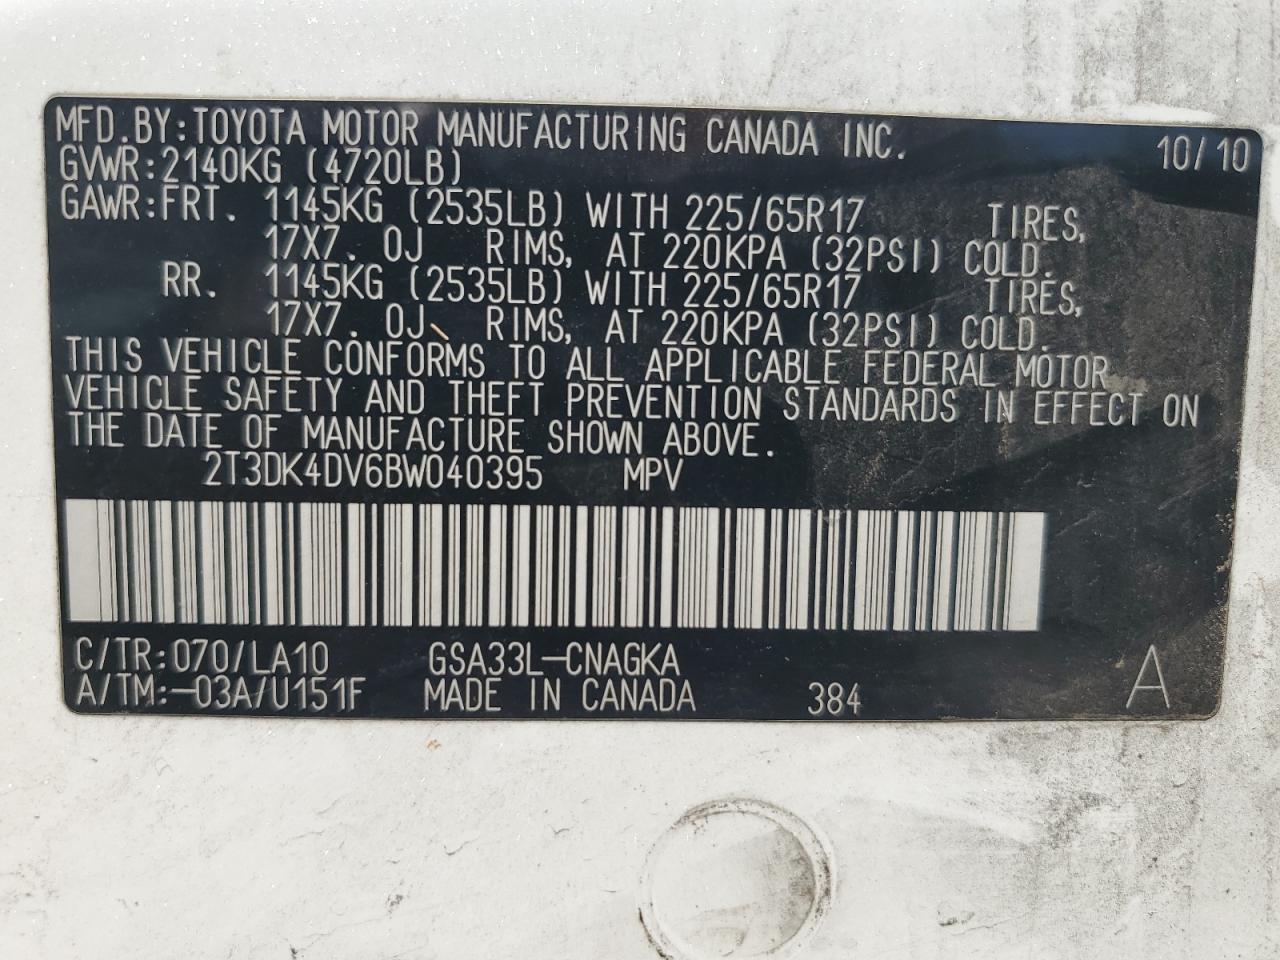 MFD.BY:TOYOTA MOTOR MANUFACTURING CANADA INC. 10/10
GVWR:2140KG (4720LB)
GAWR:FRT. 1145KG (2535LB) WITH 225/65R17 TIRES,
17X7.0J RIMS, AT 220KPA (32PSI) COLD.
RR. 1145KG (2535LB) WITH 225/65R17 TIRES,
17X7.0J RIMS, AT 220KPA (32PSI) COLD.
THIS VEHICLE CONFORMS TO ALL APPLICABLE FEDERAL MOTOR
VEHICLE SAFETY AND THEFT PREVENTION STANDARDS IN EFFECT ON
THE DATE OF MANUFACTURE SHOWN ABOVE.
2T3DK4DV6BW040395 MPV
C/TR:070/LA10 GSA33L-CNAGKA A
A/TM:-03A/U151F MADE IN CANADA 384